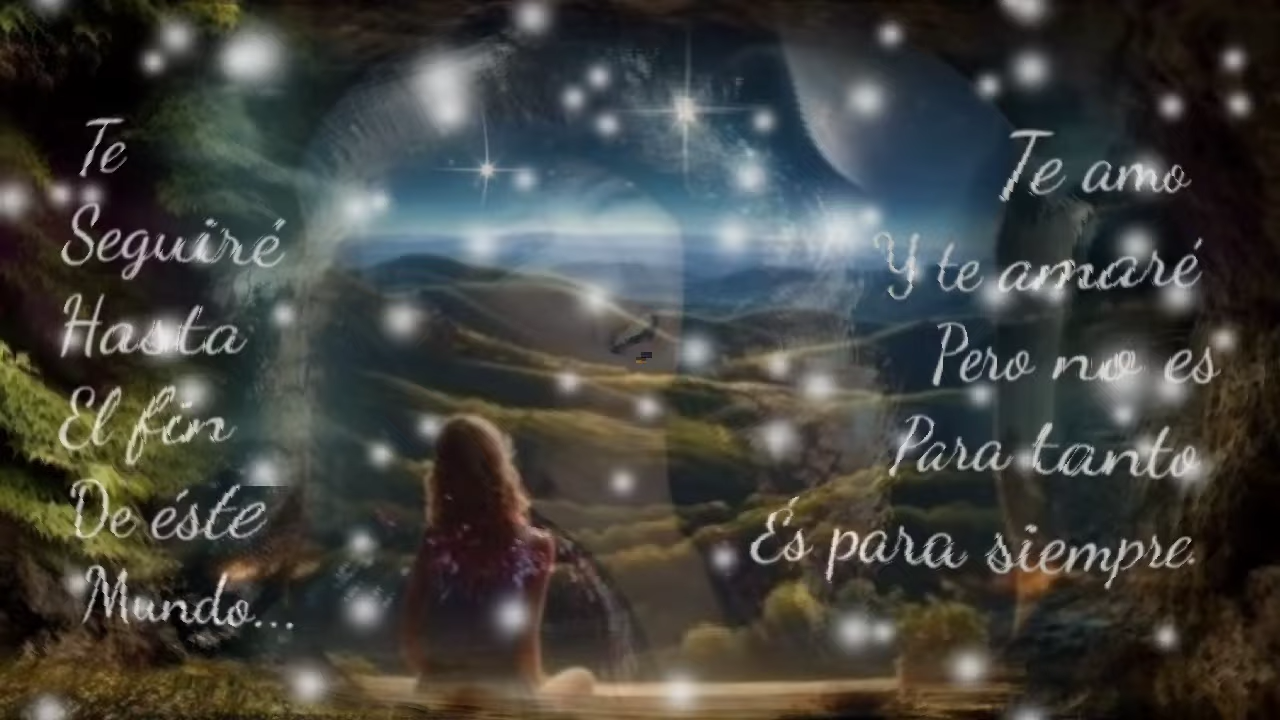 Te
Seguiré
Hasta
El fin
De éste
Mundo...
Te amo
Y te amaré
Pero no es
Para tanto
És para siempre.